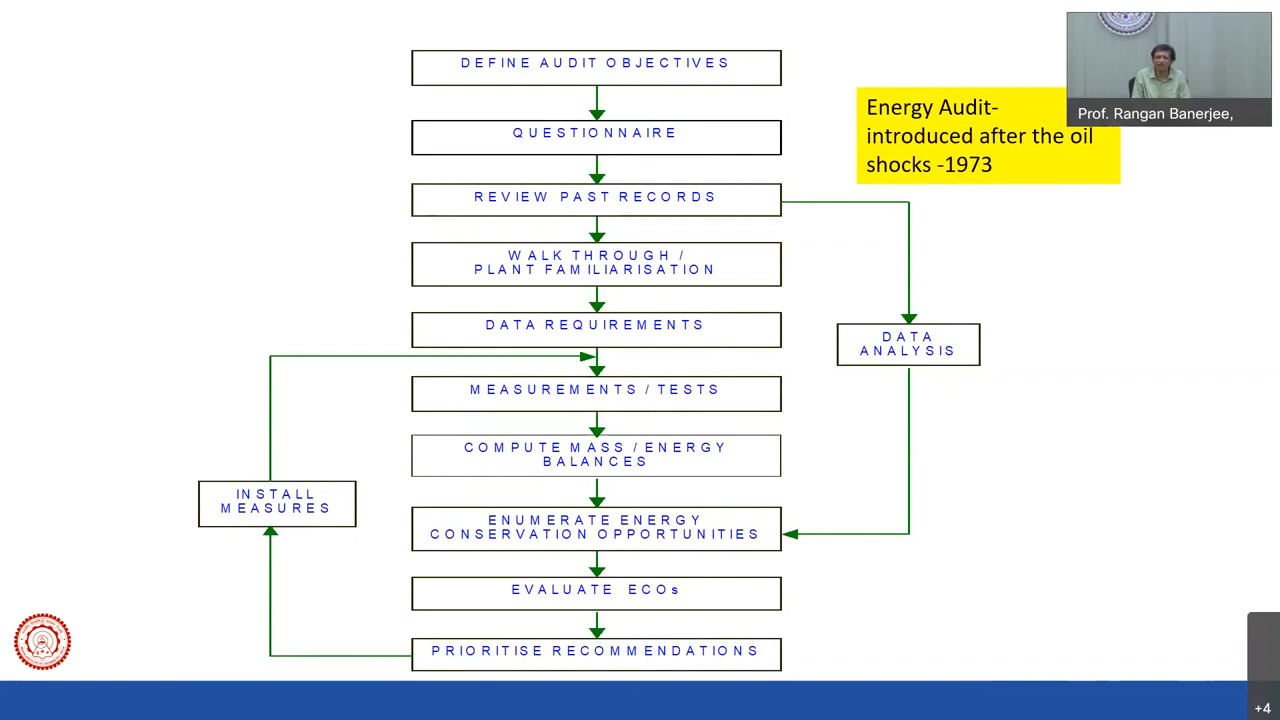 DEFINE AUDIT OBJECTIVES
QUESTIONNAIRE
REVIEW PAST RECORDS
WALK THROUGH /
PLANT FAMILIARISATION
DATA REQUIREMENTS
MEASUREMENTS / TESTS
COMPUTE MASS / ENERGY
BALANCES
ENUMERATE ENERGY
CONSERVATION OPPORTUNITIES
EVALUATE ECOs
PRIORITISE RECOMMENDATIONS
INSTALL
MEASURES
DATA
ANALYSIS
Energy Audit-
introduced after the oil
shocks -1973
Prof. Rangan Banerjee,
+4